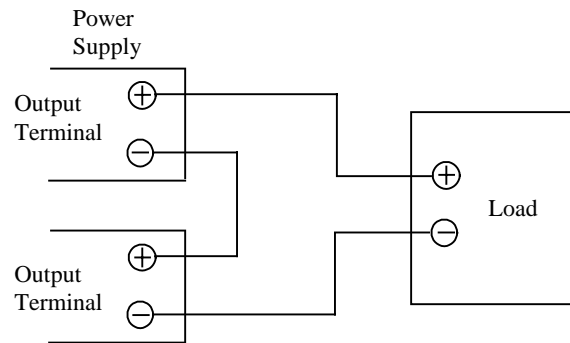 Power
Supply
Output
Terminal
+
−
Load
+
−
Output
Terminal
+
−